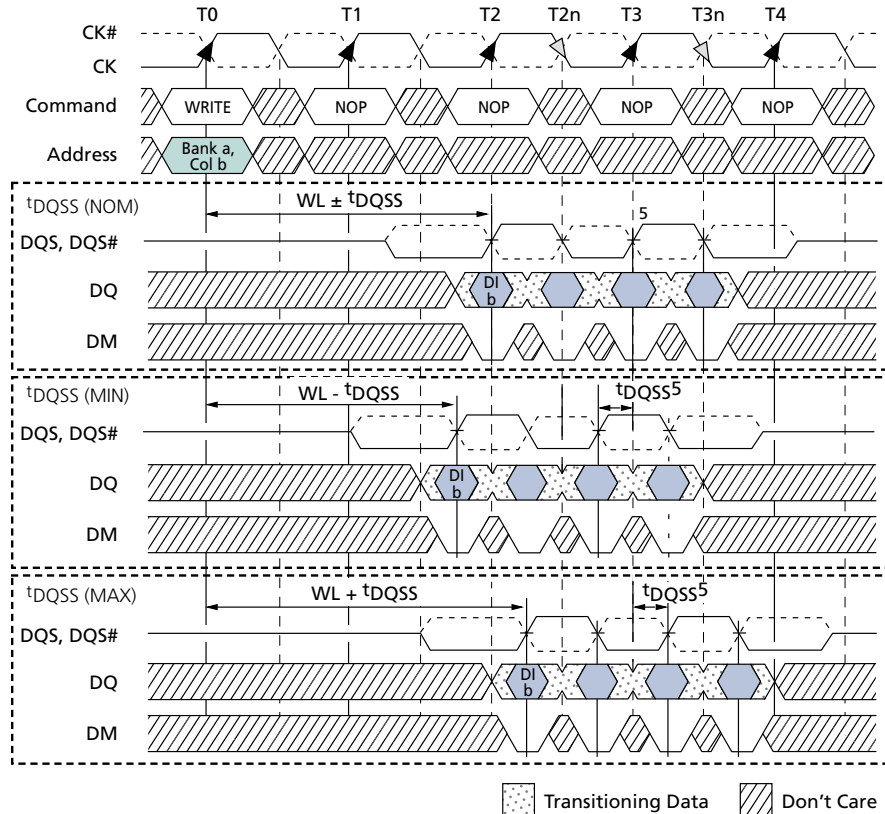 T0 T1 T2 T2n T3 T3n T4
CK#
CK
Command WRITE NOP NOP NOP NOP
Address Bank a, Col b
tDQSS (NOM) WL ± tDQSS 5
DQS, DQS#
DQ DI b
DM
tDQSS (MIN) WL - tDQSS tDQSS5
DQS, DQS#
DQ DI b
DM
tDQSS (MAX) WL + tDQSS tDQSS5
DQS, DQS#
DQ DI b
DM
Transitioning Data Don't Care